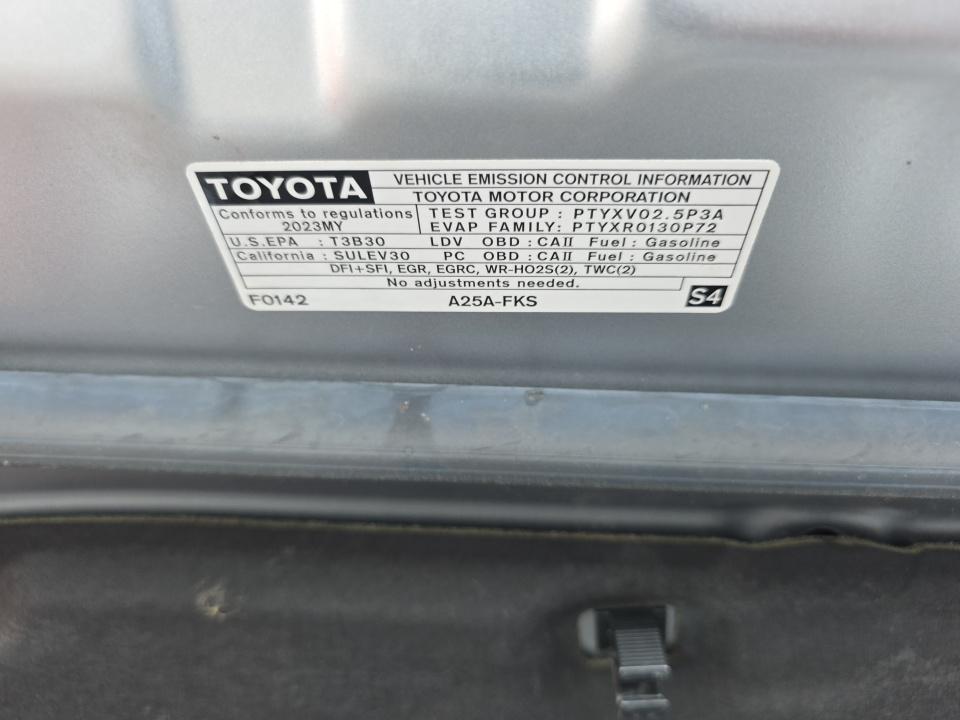 TOYOTA VEHICLE EMISSION CONTROL INFORMATION
TOYOTA MOTOR CORPORATION
Conforms to regulations TEST GROUP : PTYXV02.5P3A
2023MY EVAP FAMILY: PTYXR0130P72
U.S.EPA : T3B30 LDV OBD : CAII Fuel : Gasoline
California : SULEV30 PC OBD : CAII Fuel : Gasoline
DFI+SFI, EGR, EGRC, WR-HO2S(2), TWC(2)
No adjustments needed.
F0142 A25A-FKS S4